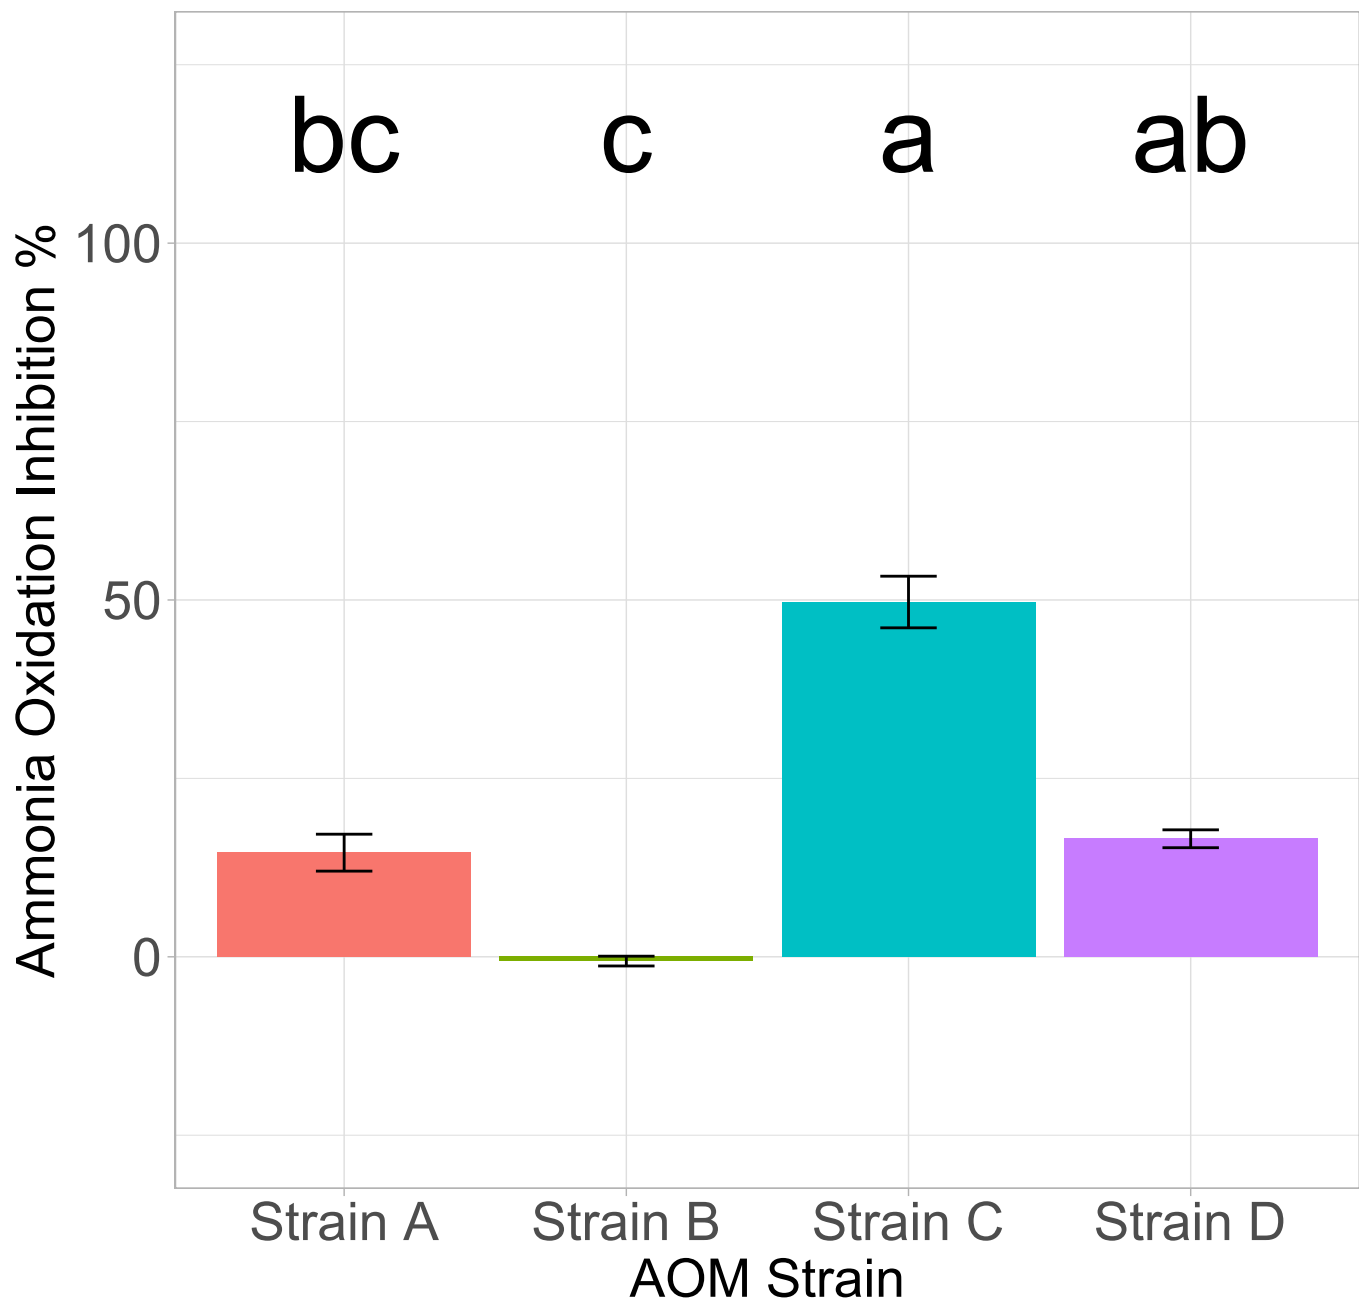 bc c a ab
Ammonia Oxidation Inhibition %
100
50
0
Strain A Strain B Strain C Strain D
AOM Strain